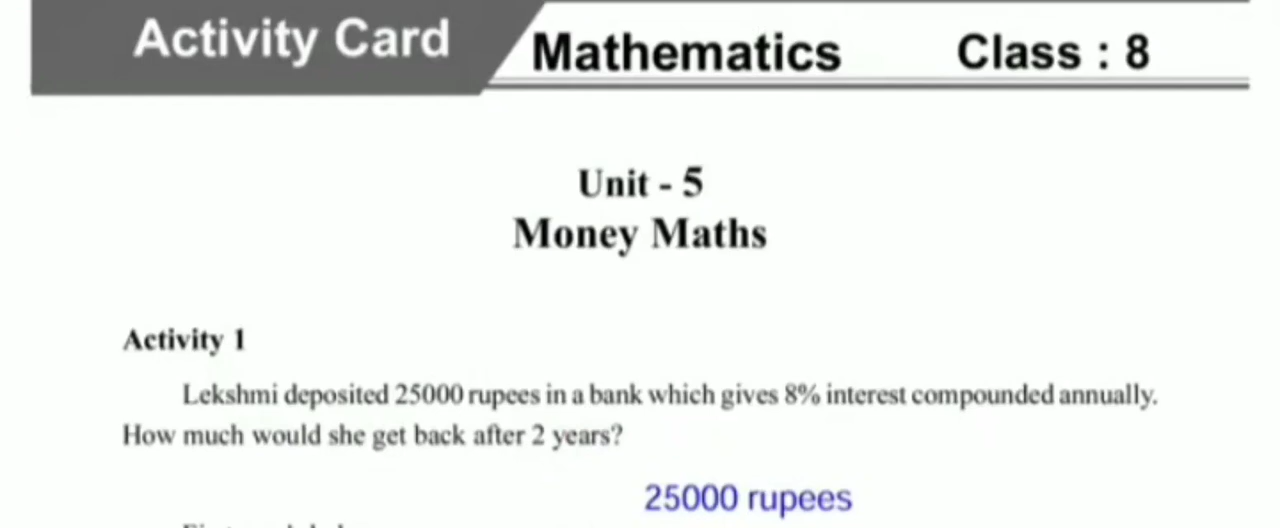 Activity Card
Mathematics Class : 8
Unit - 5
Money Maths
Activity 1
Lekshmi deposited 25000 rupees in a bank which gives 8% interest compounded annually.
How much would she get back after 2 years?
25000 rupees